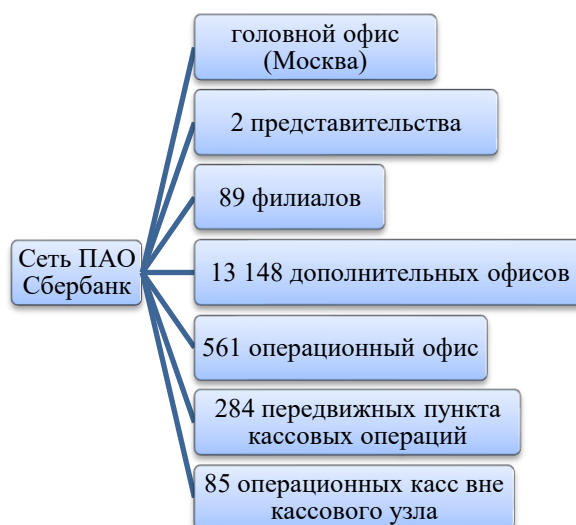 головной офис
(Москва)
2 представительства
89 филиалов
Сеть ПАО
Сбербанк
13 148 дополнительных офисов
561 операционный офис
284 передвижных пункта
кассовых операций
85 операционных касс вне
кассового узла